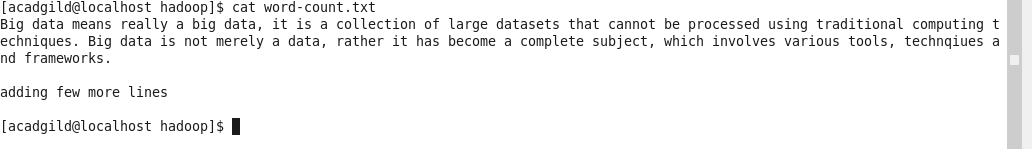 [acadgild@localhost hadoop]$ cat word-count.txt
Big data means really a big data, it is a collection of large datasets that cannot be processed using traditional computing t
echniques. Big data is not merely a data, rather it has become a complete subject, which involves various tools, technqiues a
nd frameworks.
adding few more lines
[acadgild@localhost hadoop]$